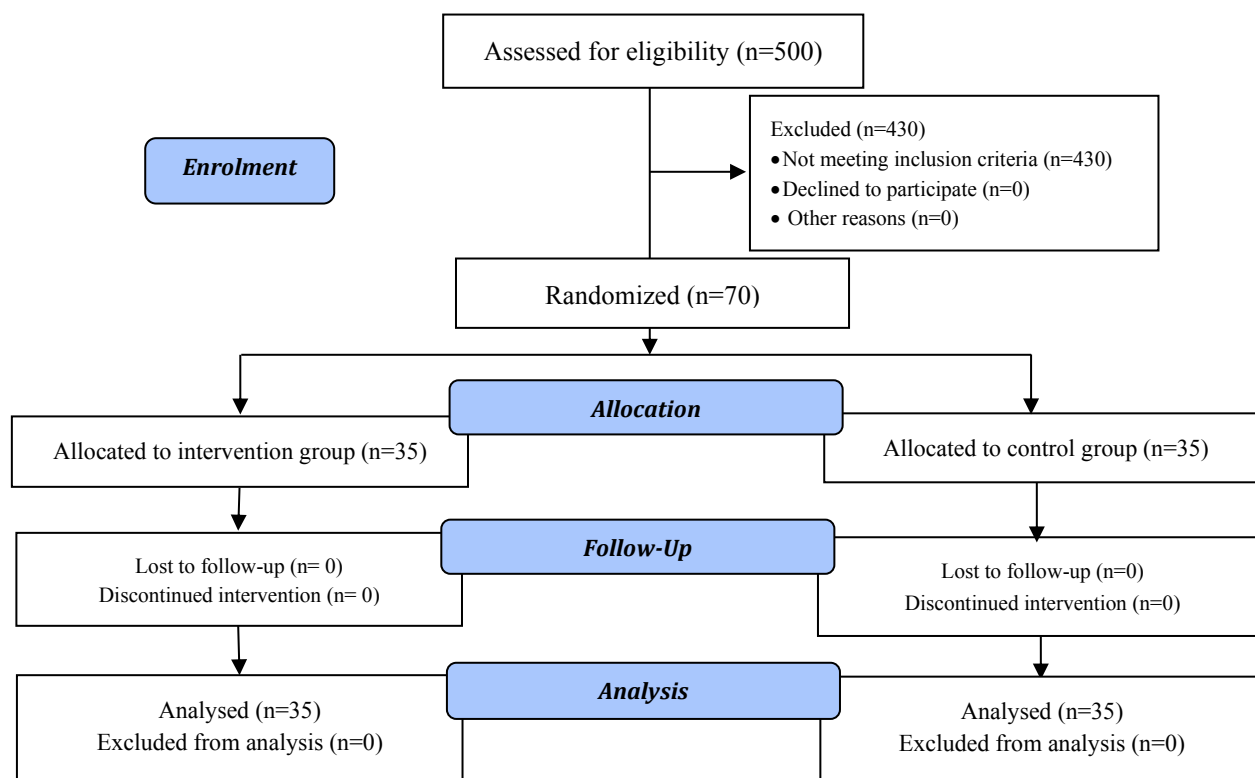 Assessed for eligibility (n=500)
Enrolment
Excluded (n=430)
•Not meeting inclusion criteria (n=430)
•Declined to participate (n=0)
• Other reasons (n=0)
Randomized (n=70)
Allocation
Allocated to intervention group (n=35)
Allocated to control group (n=35)
Follow-Up
Lost to follow-up (n= 0)
Discontinued intervention (n= 0)
Lost to follow-up (n=0)
Discontinued intervention (n=0)
Analysis
Analysed (n=35)
Excluded from analysis (n=0)
Analysed (n=35)
Excluded from analysis (n=0)